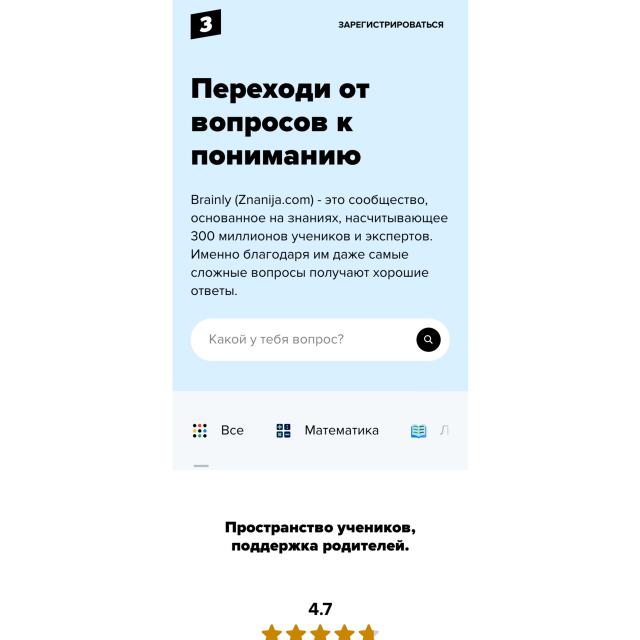 З
ЗАРЕГИСТРИРОВАТЬСЯ
Переходи от
вопросов к
пониманию
Brainly (Znanija.com) - это сообщество,
основанное на знаниях, насчитывающее
300 миллионов учеников и экспертов.
Именно благодаря им даже самые
сложные вопросы получают хорошие
ответы.
Какой у тебя вопрос?
Все Математика Л
Пространство учеников,
поддержка родителей.
4.7